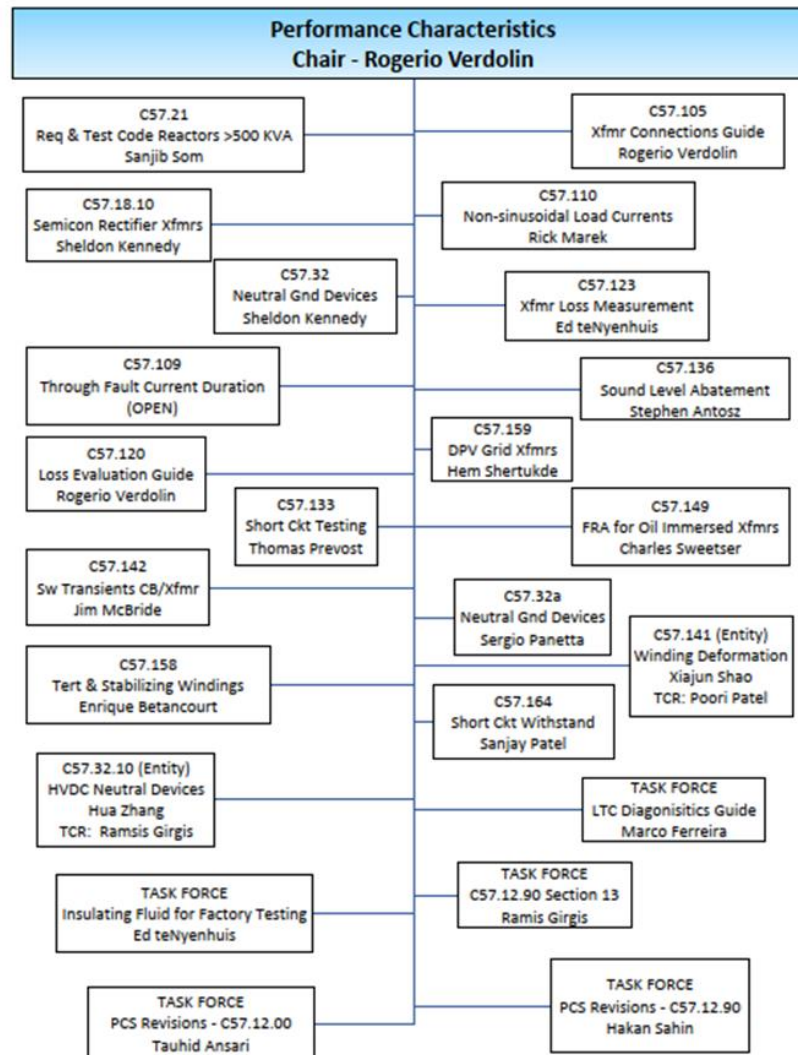 Performance Characteristics
Chair - Rogerio Verdolin
C57.21
Req & Test Code Reactors >500 KVA
Sanjib Som
C57.105
Xfmr Connections Guide
Rogerio Verdolin
C57.18.10
Semicon Rectifier Xfmrs
Sheldon Kennedy
C57.110
Non-sinusoidal Load Currents
Rick Marek
C57.32
Neutral Gnd Devices
Sheldon Kennedy
C57.123
Xfmr Loss Measurement
Ed teNyenhuis
C57.109
Through Fault Current Duration
(OPEN)
C57.136
Sound Level Abatement
Stephen Antosz
C57.159
DPV Grid Xfmrs
Hem Shertukde
C57.120
Loss Evaluation Guide
Rogerio Verdolin
C57.133
Short Ckt Testing
Thomas Prevost
C57.149
FRA for Oil Immersed Xfmrs
Charles Sweetser
C57.142
Sw Transients CB/Xfmr
Jim McBride
C57.32a
Neutral Gnd Devices
Sergio Panetta
C57.141 (Entity)
Winding Deformation
Xiajun Shao
TCR: Poori Patel
C57.158
Tert & Stabilizing Windings
Enrique Betancourt
C57.164
Short Ckt Withstand
Sanjay Patel
C57.32.10 (Entity)
HVDC Neutral Devices
Hua Zhang
TCR: Ramsis Girgis
TASK FORCE
LTC Diagonisitics Guide
Marco Ferreira
TASK FORCE
C57.12.90 Section 13
Ramis Girgis
TASK FORCE
Insulating Fluid for Factory Testing
Ed teNyenhuis
TASK FORCE
PCS Revisions - C57.12.90
Hakan Sahin
TASK FORCE
PCS Revisions - C57.12.00
Tauhid Ansari